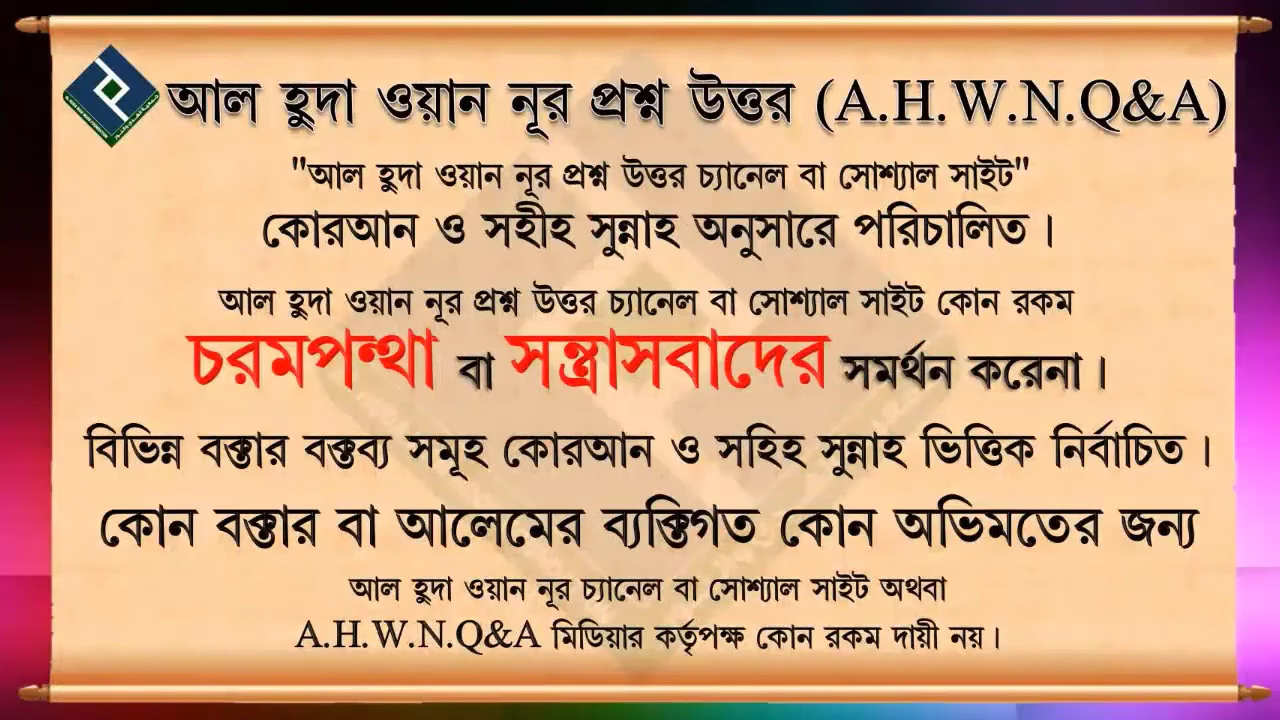 আল হুদা ওয়ান নূর প্রশ্ন উত্তর (A.H.W.N.Q&A)
"আল হুদা ওয়ান নূর প্রশ্ন উত্তর চ্যানেল বা সোশ্যাল সাইট"
কোরআন ও সহীহ সুন্নাহ অনুসারে পরিচালিত।
আল হুদা ওয়ান নূর প্রশ্ন উত্তর চ্যানেল বা সোশ্যাল সাইট কোন রকম
চরমপন্থা বা সন্ত্রাসবাদের সমর্থন করেনা।
বিভিন্ন বক্তার বক্তব্য সমূহ কোরআন ও সহিহ সুন্নাহ ভিত্তিক নির্বাচিত।
কোন বক্তার বা আলেমের ব্যক্তিগত কোন অভিমতের জন্য
আল হুদা ওয়ান নূর চ্যানেল বা সোশ্যাল সাইট অথবা
A.H.W.N.Q&A মিডিয়ার কর্তৃপক্ষ কোন রকম দায়ী নয়।